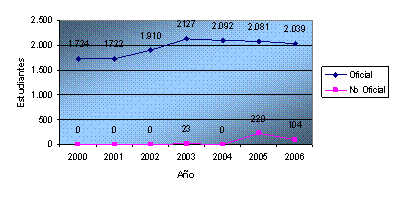 2.500
2.000
1.500
1.000
500
0
Estudiantes
1.724 1722 1.910 2127 2.092 2.081 2.039
0 0 0 23 0 229 104
2000 2001 2002 2003 2004 2005 2006
Año
Oficial
No Oficial